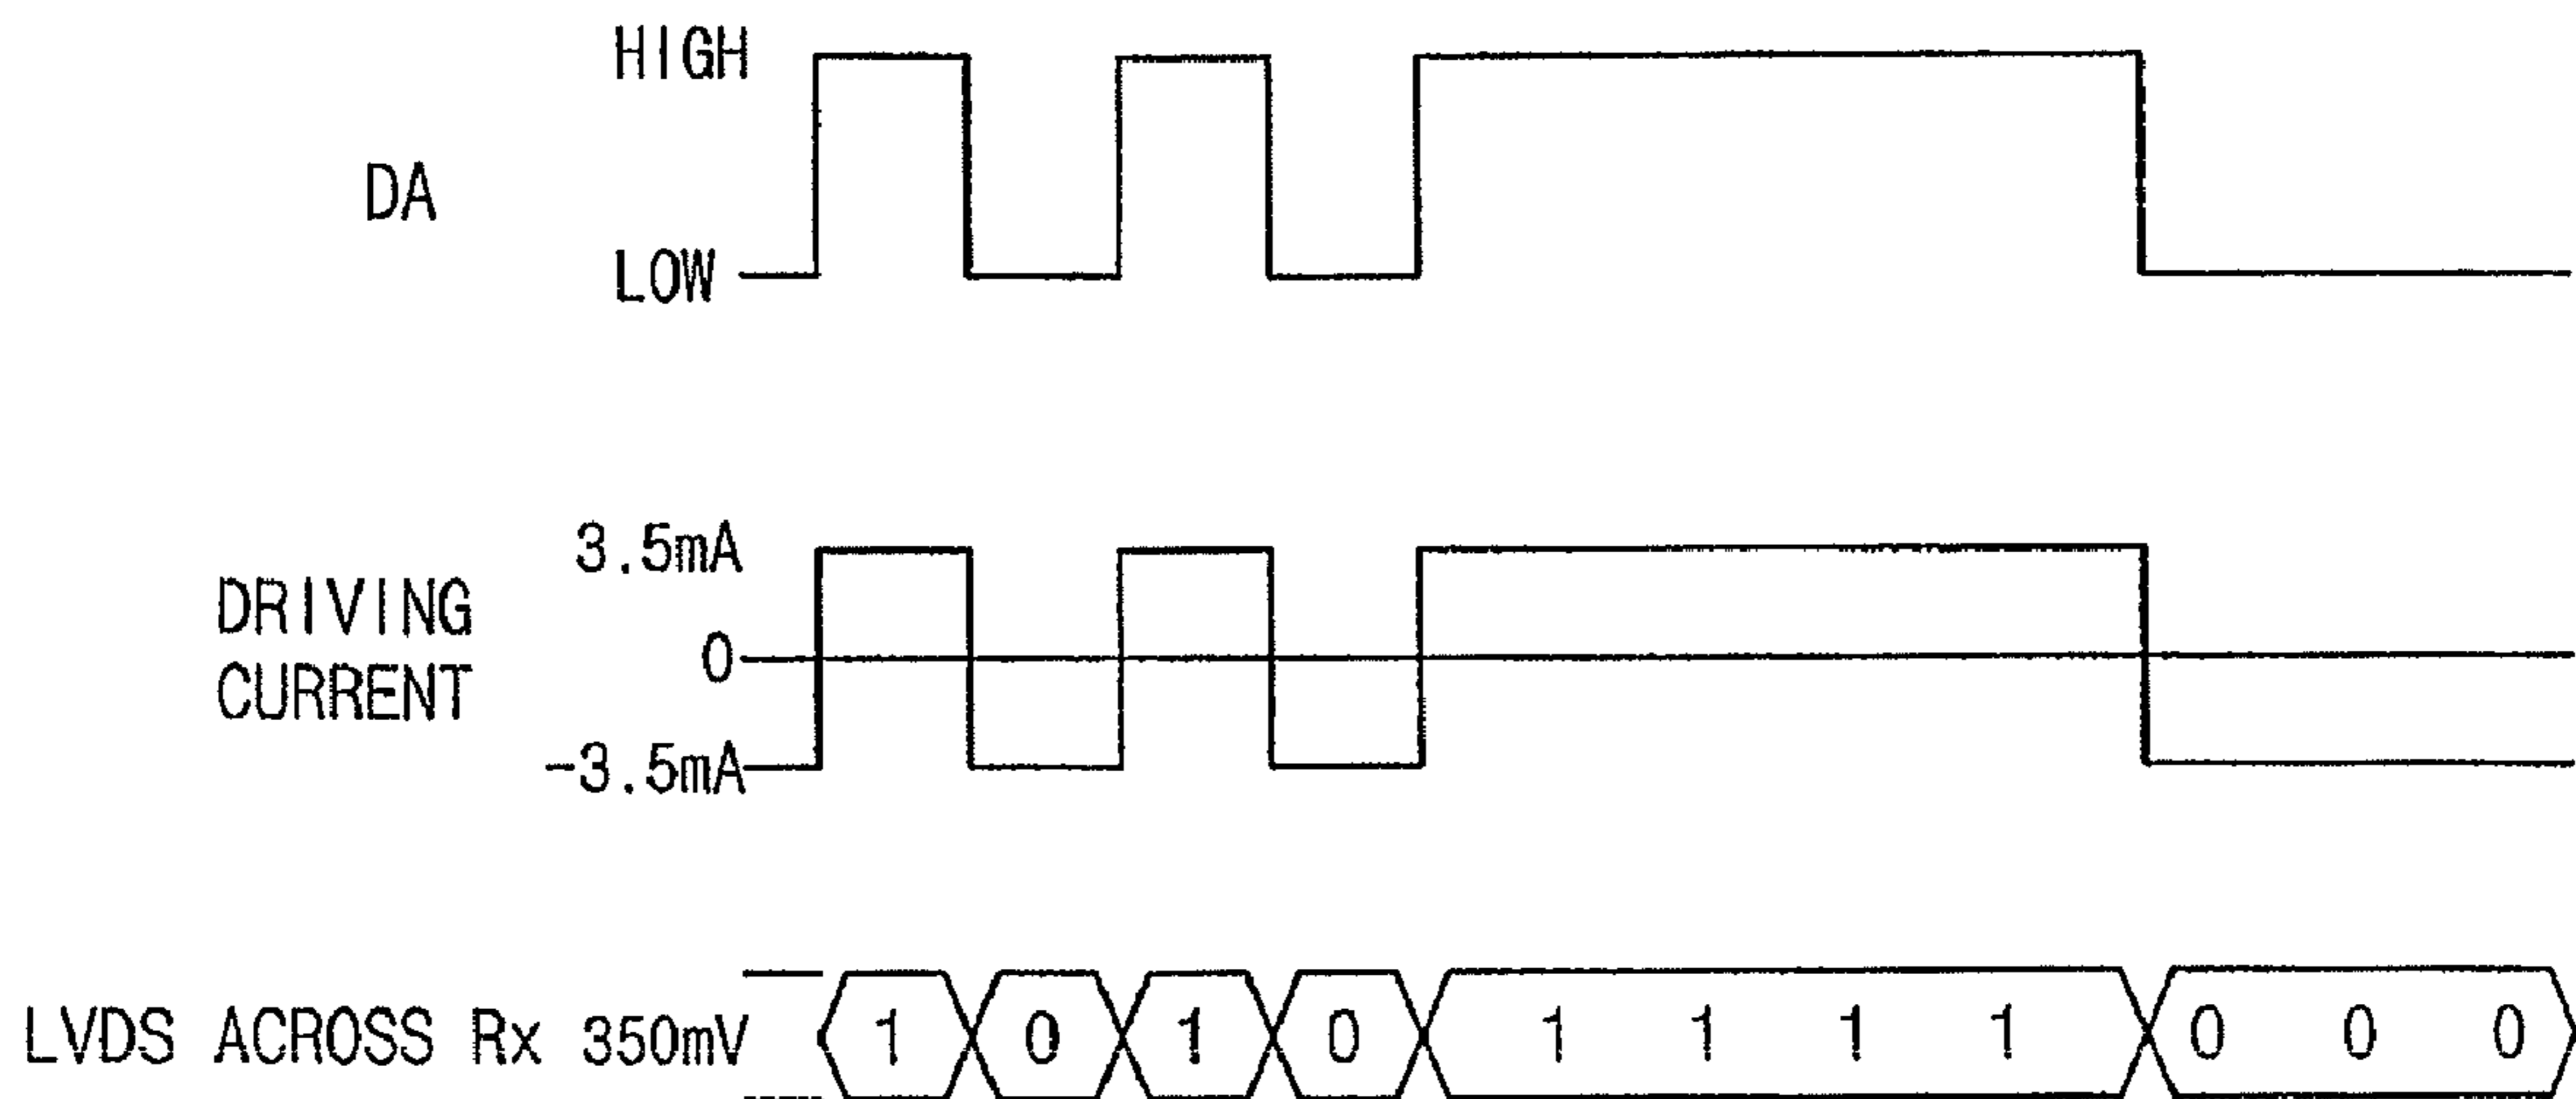 HIGH
DA
LOW
3.5mA
DRIVING
CURRENT
0
-3.5mA
LVDS ACROSS Rx 350mV 1 0 1 0 1 1 1 1 0 0 0